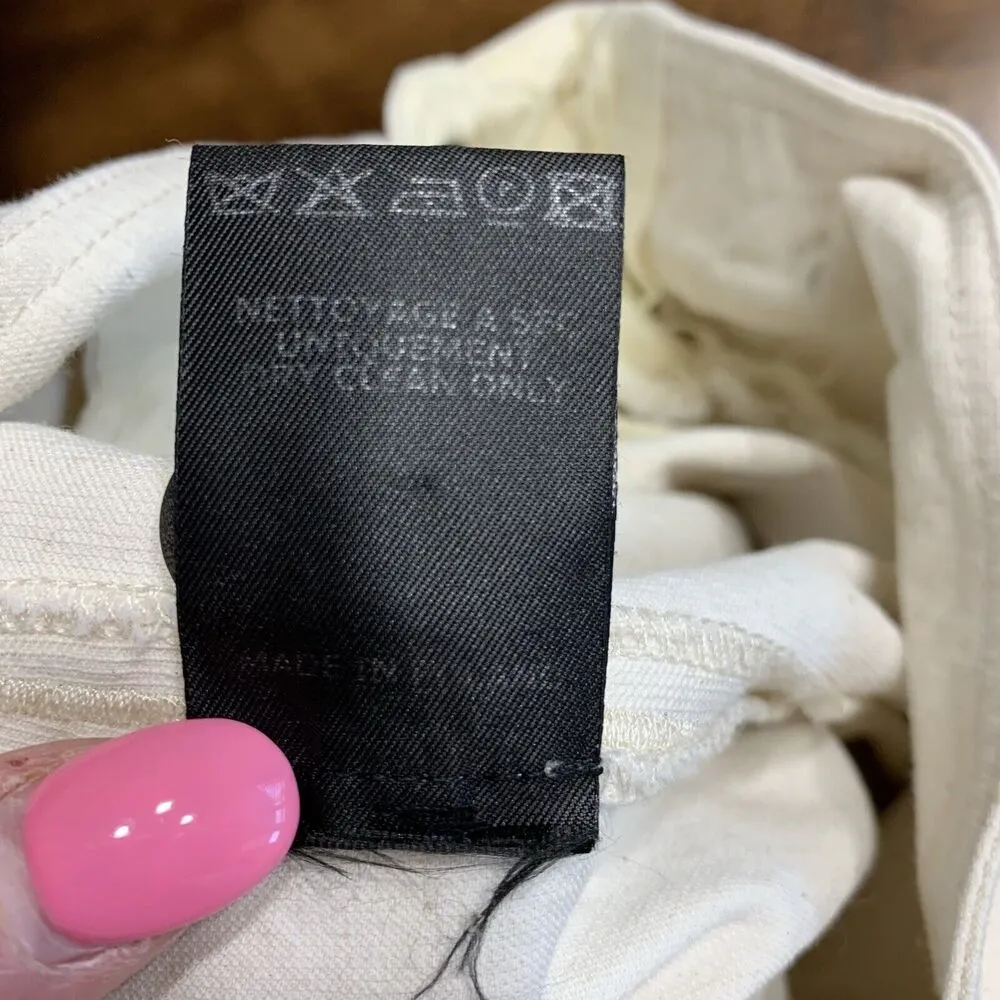 P
NETTOYAGE A SEC
UNIQUEMENT
DRY CLEAN ONLY
MADE IN